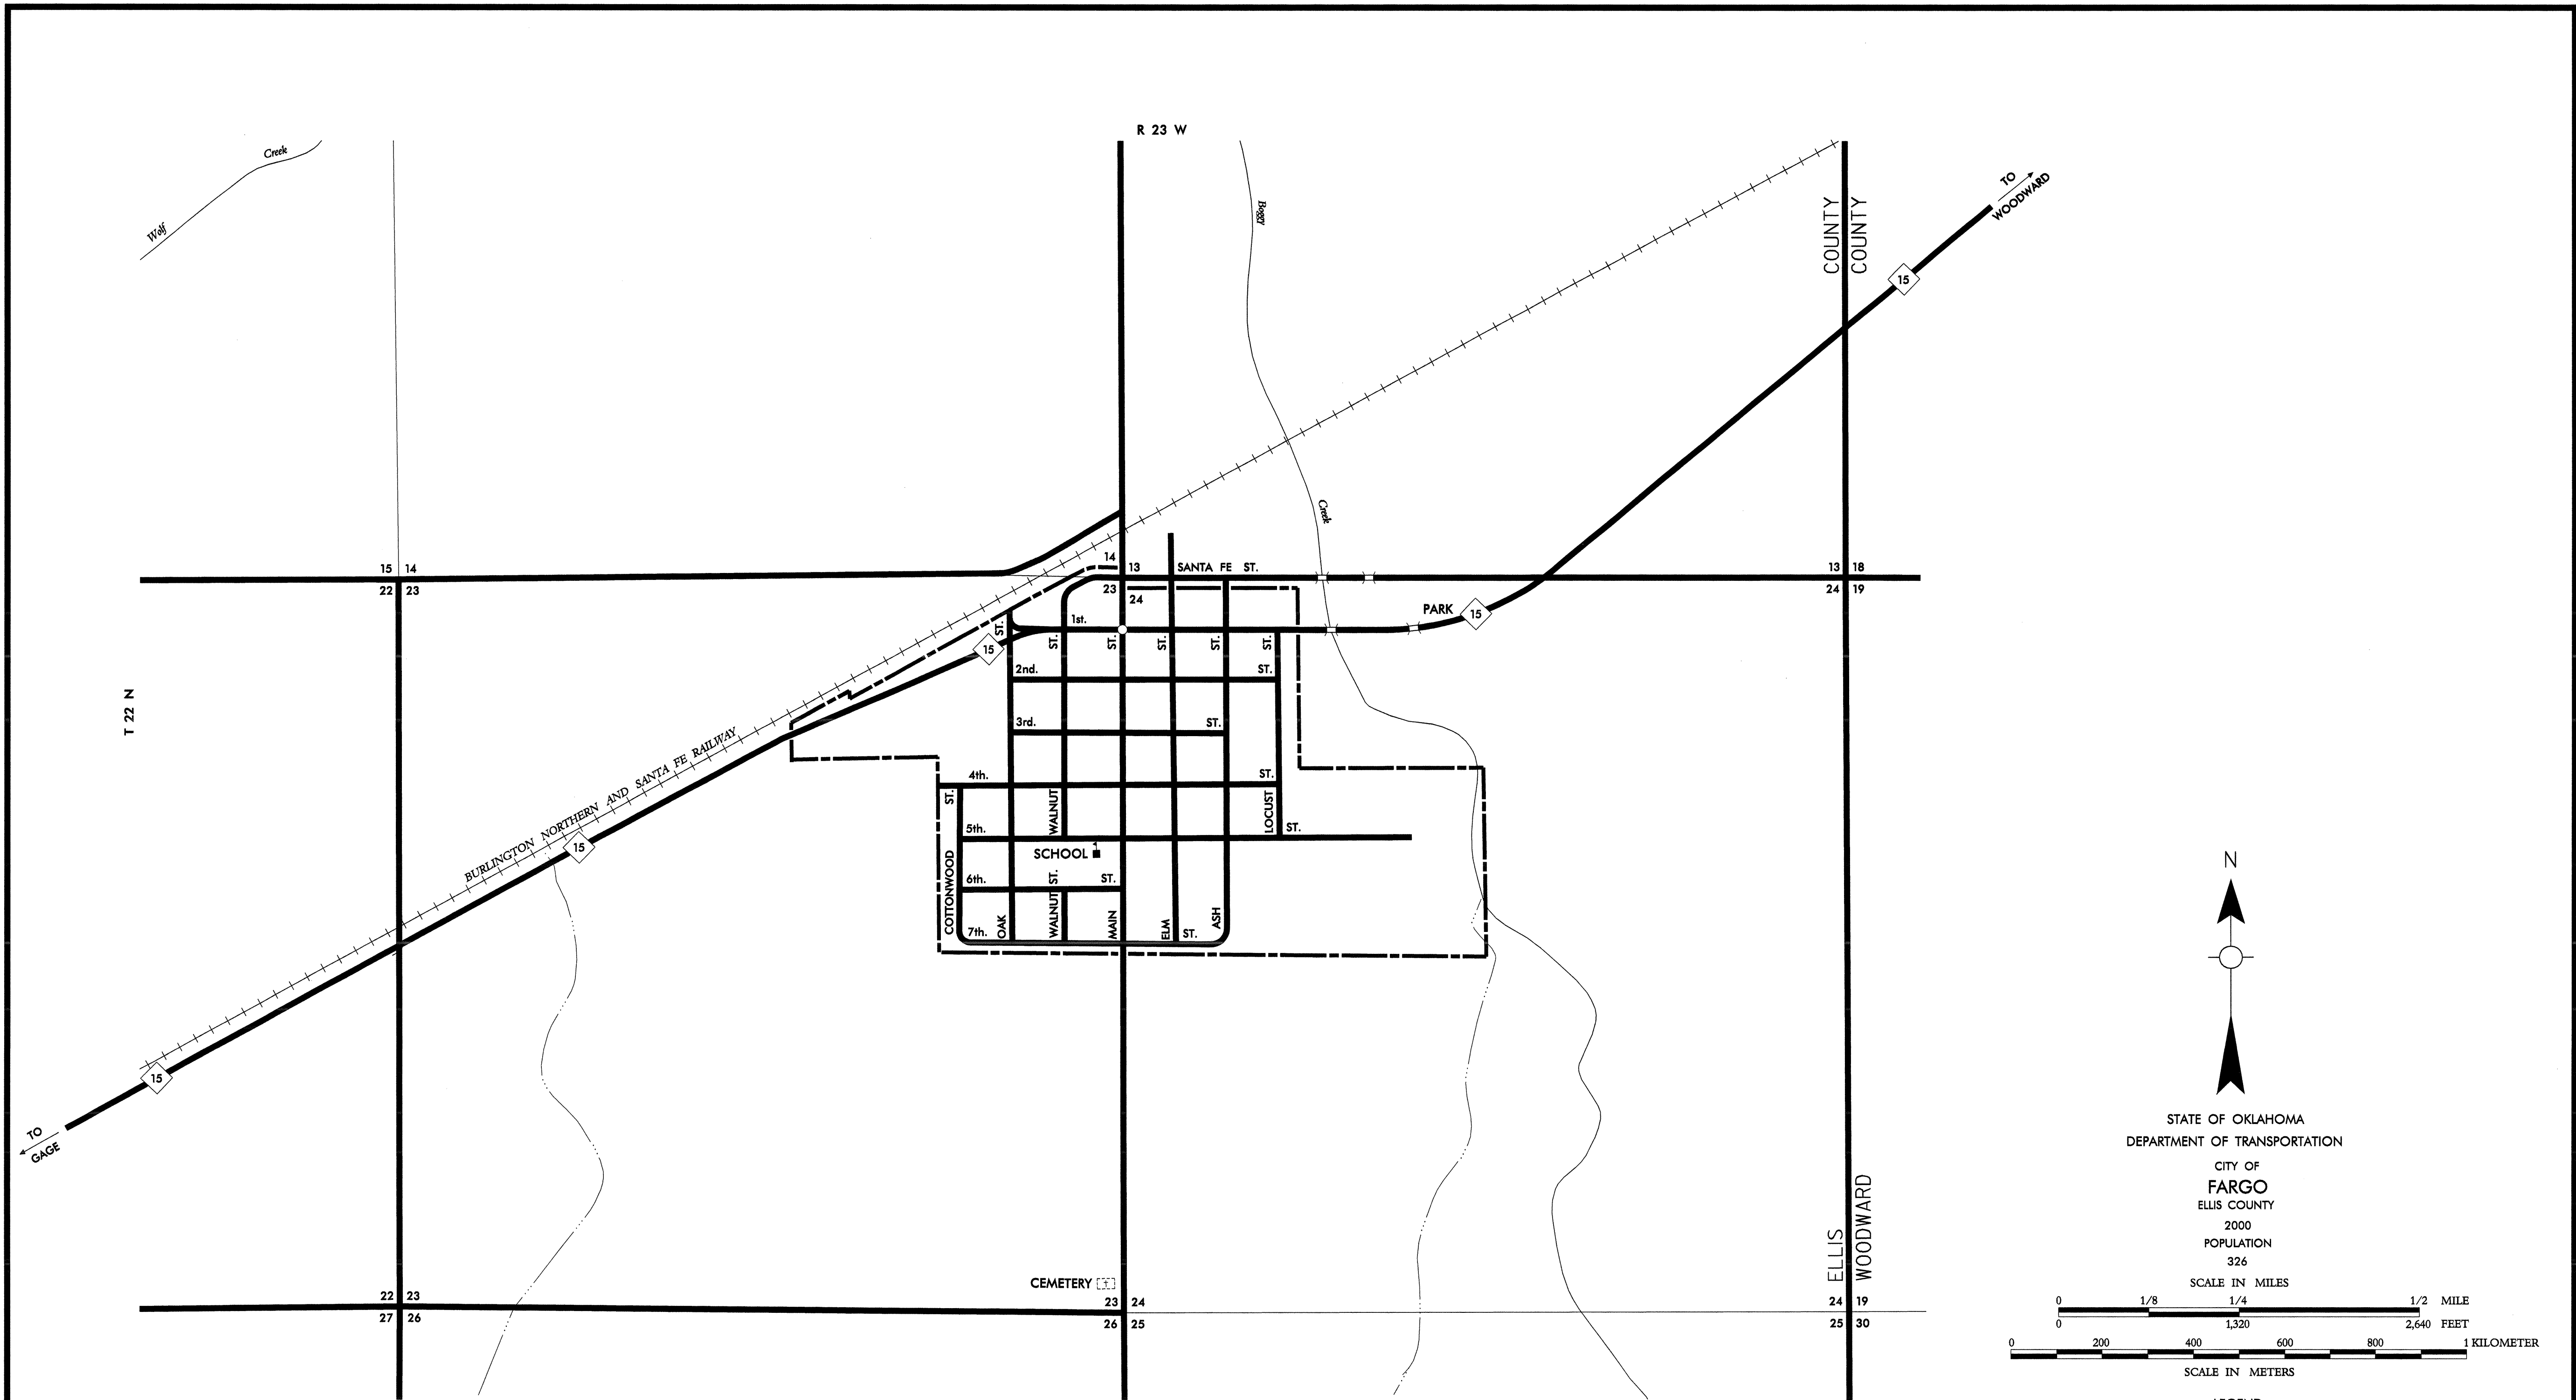 R 23 W
Creek
Wolf
Boggy
TO
WOODWARD
COUNTY
COUNTY
15
Creek
15 14
22 23
14
13
23
24
SANTA FE ST.
13 18
24 19
PARK
15
1st.
ST.
ST.
ST.
ST.
ST.
ST.
15
2nd.
ST.
T 22 N
3rd.
ST.
BURLINGTON NORTHERN AND SANTA FE RAILWAY
4th.
ST.
ST.
WALNUT
LOCUST
5th.
ST.
15
SCHOOL
COTTONWOOD
6th.
ST.
ST.
WALNUT
OAK
MAIN
ELM
ASH
7th.
ST.
15
TO
GAGE
N
STATE OF OKLAHOMA
DEPARTMENT OF TRANSPORTATION
CITY OF
FARGO
ELLIS COUNTY
2000
POPULATION
326
ELLIS
WOODWARD
CEMETERY
22 23
27 26
23 24
26 25
24 19
25 30
SCALE IN MILES
0 1/8 1/4 1/2 MILE
0 1,320 2,640 FEET
0 200 400 600 800 1 KILOMETER
SCALE IN METERS